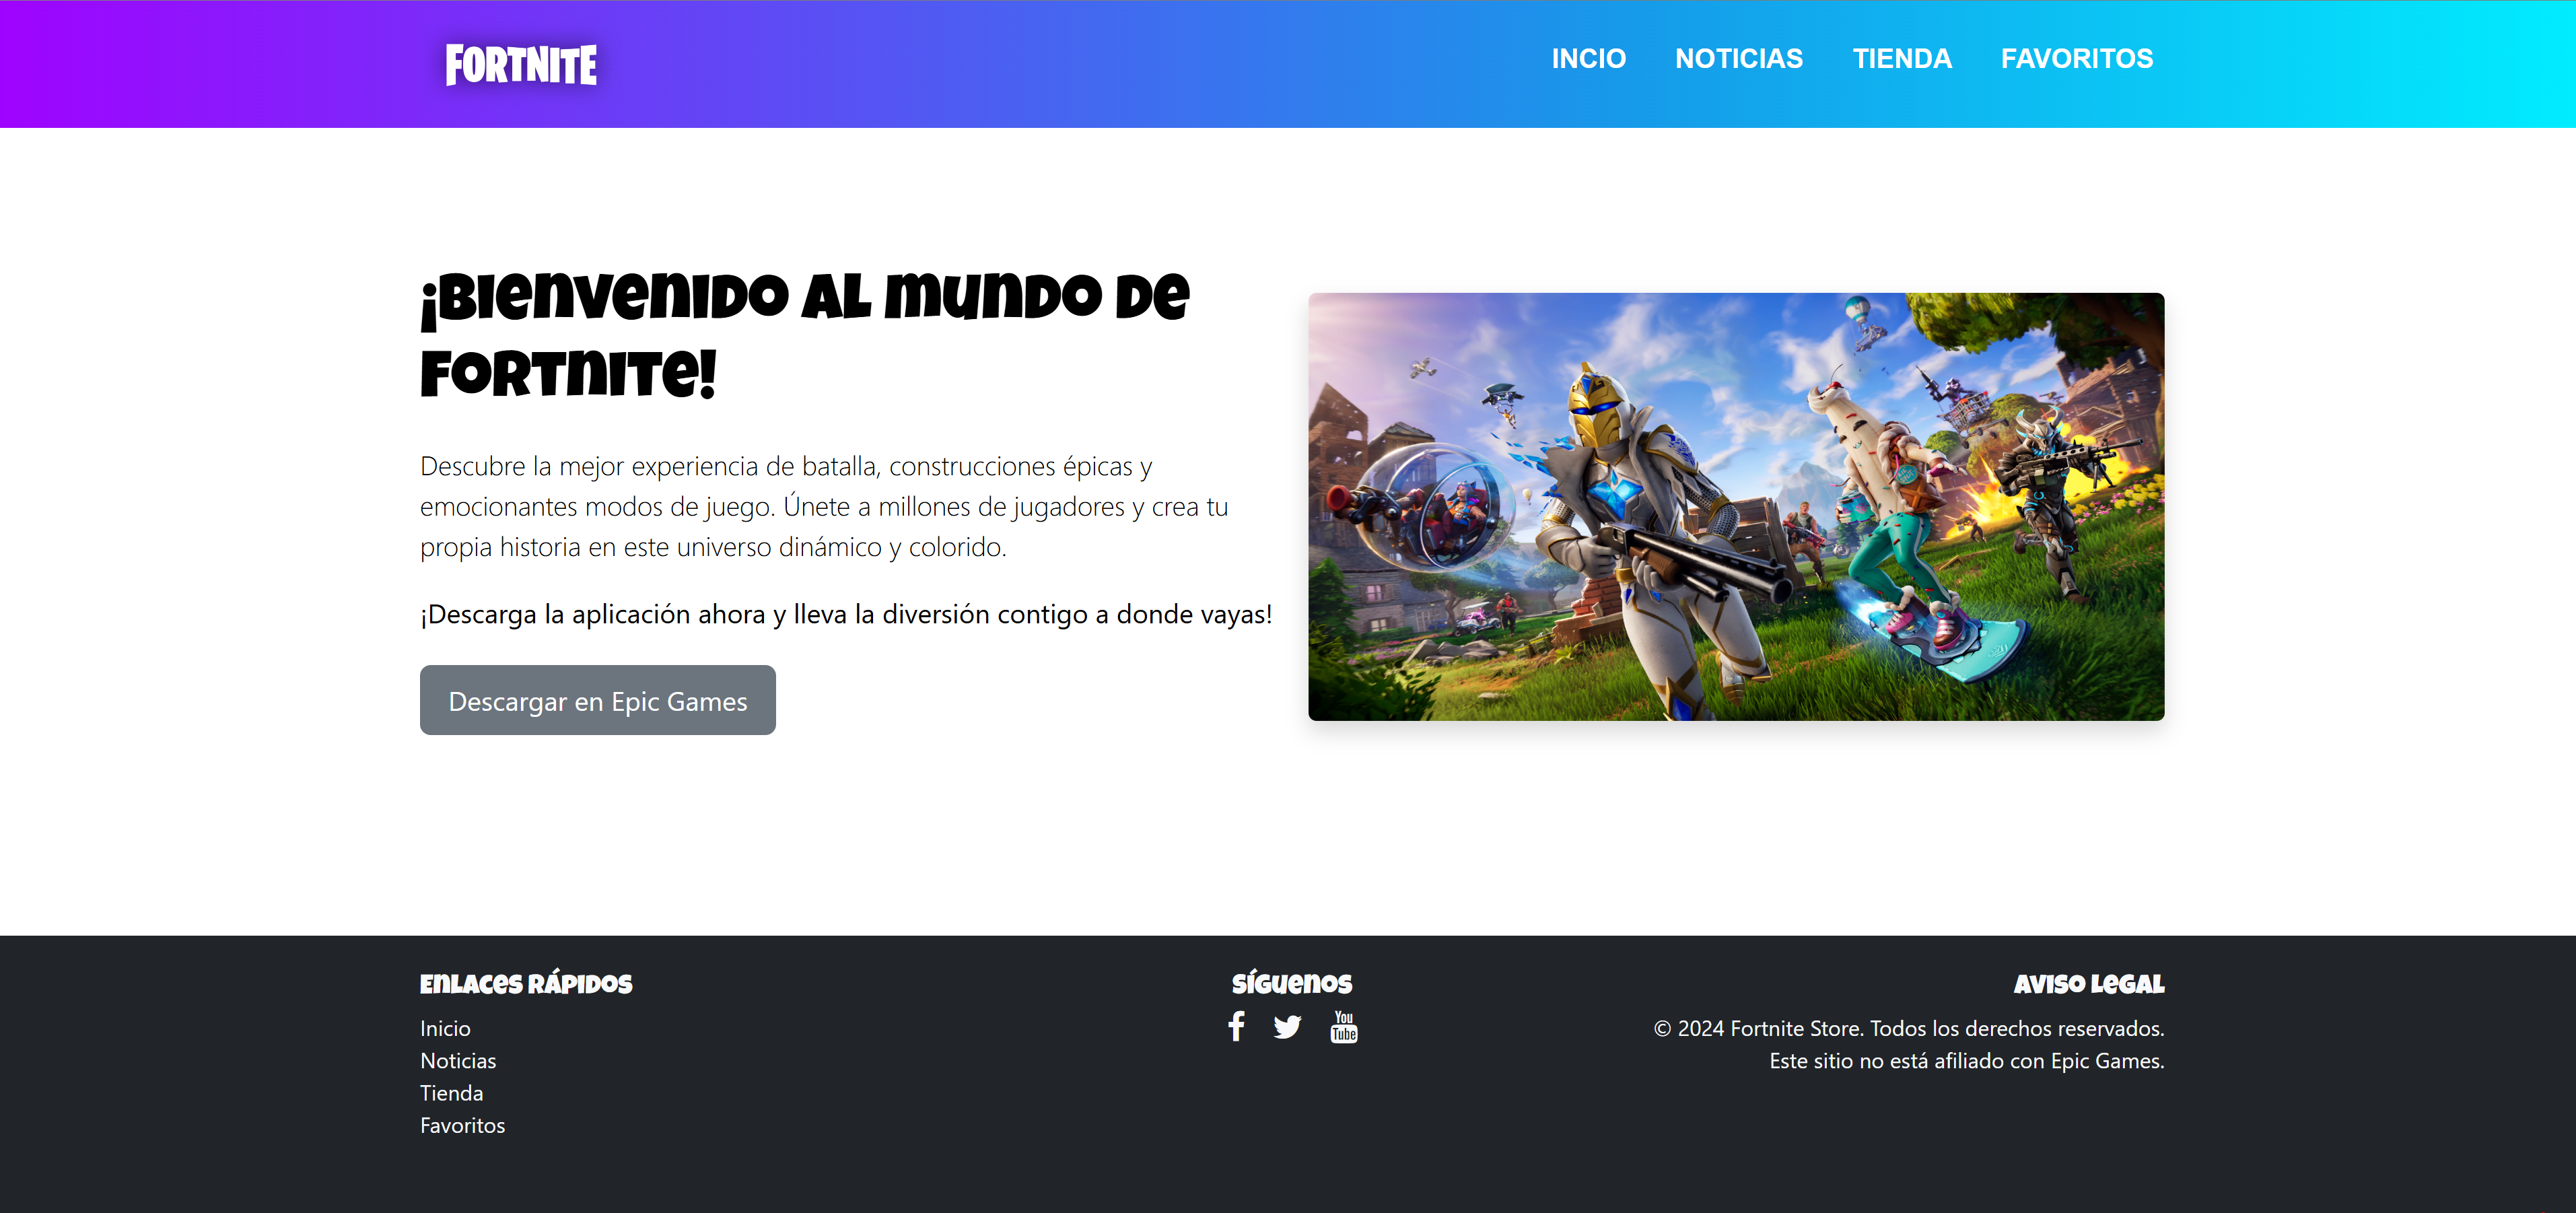 FORTNITE
INCIO NOTICIAS TIENDA FAVORITOS
¡Bienvenido al mundo de
Fortnite!
Descubre la mejor experiencia de batalla, construcciones épicas y
emocionantes modos de juego. Únete a millones de jugadores y crea tu
propia historia en este universo dinámico y colorido.
¡Descarga la aplicación ahora y lleva la diversión contigo a donde vayas!
Descargar en Epic Games
Enlaces Rápidos
Inicio
Noticias
Tienda
Favoritos
Síguenos
You
Tube
Aviso Legal
© 2024 Fortnite Store. Todos los derechos reservados.
Este sitio no está afiliado con Epic Games.